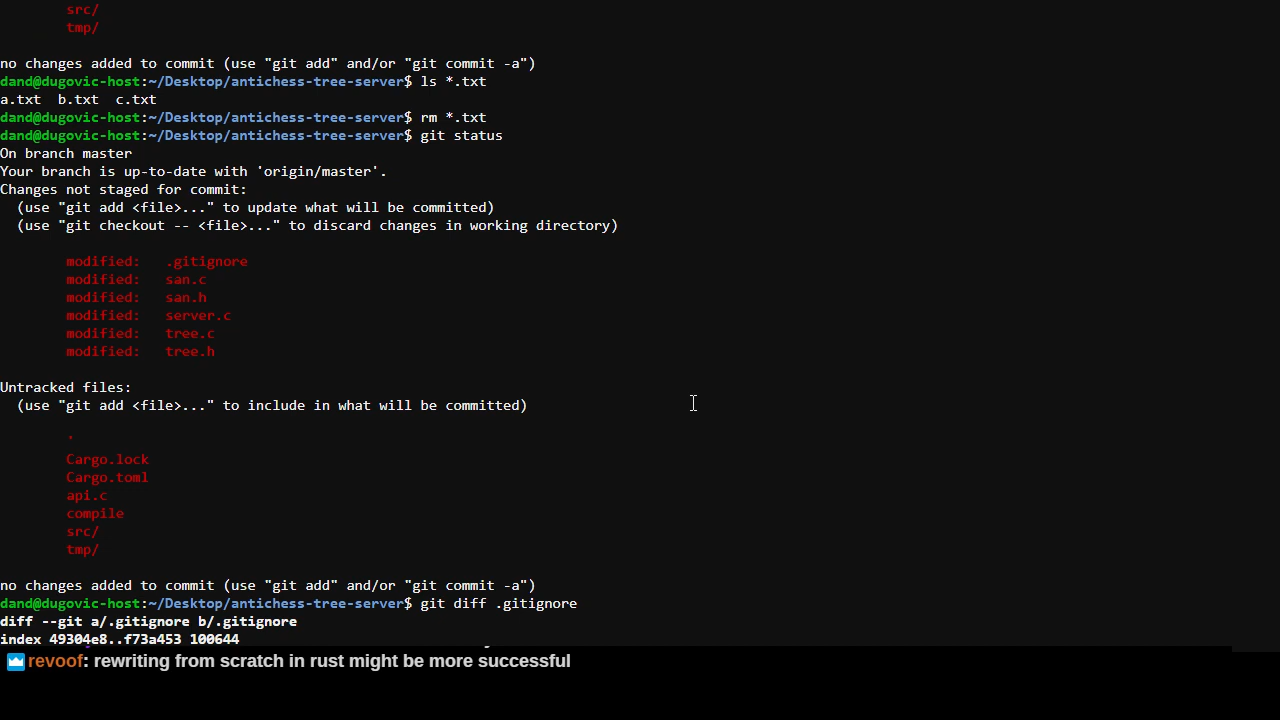 src/
tmp/
no changes added to commit (use "git add" and/or "git commit -a")
dand@dugovic-host:~/Desktop/antichess-tree-server$ ls *.txt
a.txt  b.txt  c.txt
dand@dugovic-host:~/Desktop/antichess-tree-server$ rm *.txt
dand@dugovic-host:~/Desktop/antichess-tree-server$ git status
On branch master
Your branch is up-to-date with 'origin/master'.
Changes not staged for commit:
  (use "git add <file>..." to update what will be committed)
  (use "git checkout -- <file>..." to discard changes in working directory)
modified:   .gitignore
modified:   san.c
modified:   san.h
modified:   server.c
modified:   tree.c
modified:   tree.h
Untracked files:
  (use "git add <file>..." to include in what will be committed)
Cargo.lock
Cargo.toml
api.c
compile
src/
tmp/
no changes added to commit (use "git add" and/or "git commit -a")
dand@dugovic-host:~/Desktop/antichess-tree-server$ git diff .gitignore
diff --git a/.gitignore b/.gitignore
index 49304e8..f73a453 100644
revoof: rewriting from scratch in rust might be more successful